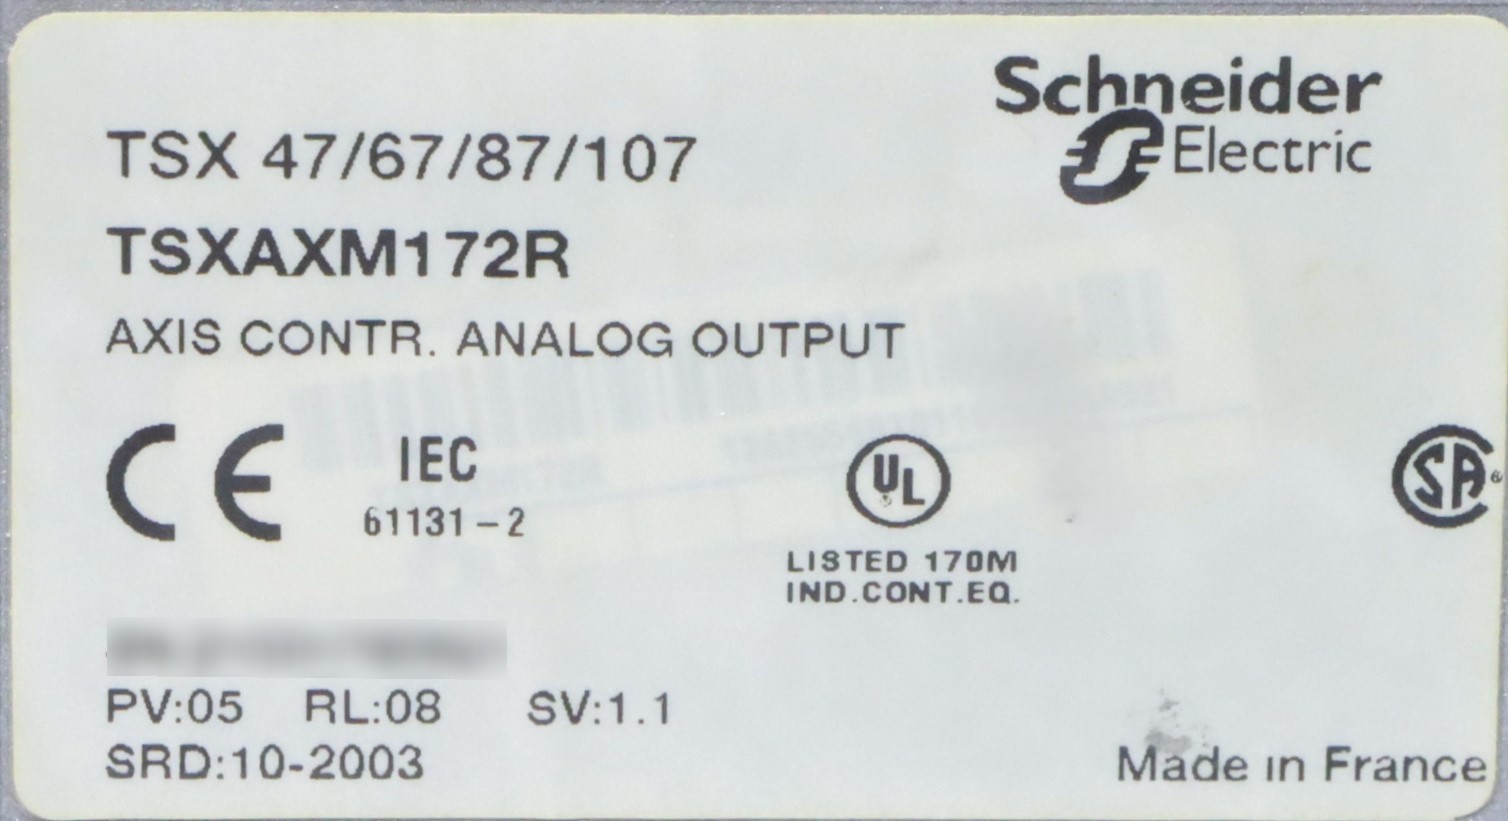 Schneider
Electric
TSX 47/67/87/107
TSXAXM172R
AXIS CONTR. ANALOG OUTPUT
CE
IEC
61131-2
UL
LISTED 170M
IND.CONT.EQ.
SA®
PV:05 RL:08 SV:1.1
SRD:10-2003
Made in France